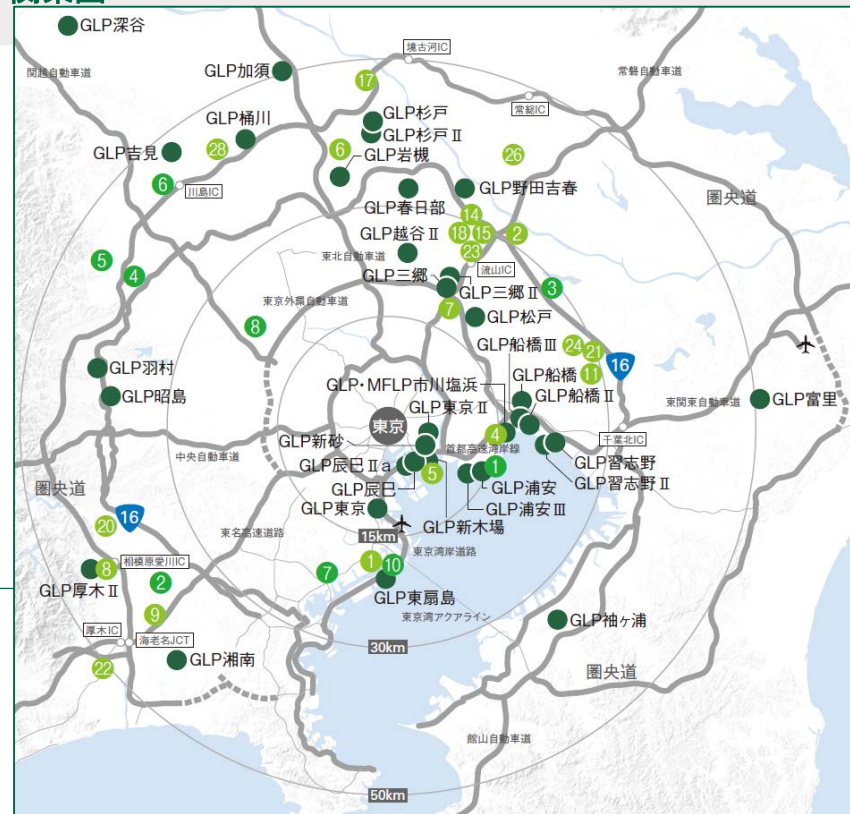 GLP深谷
境古河IC
関越自動車道
GLP加須
常磐自動車道
17
常総IC
GLP杉戸
GLP桶川
GLP杉戸Ⅱ
28
6
26
GLP吉見
GLP岩槻
6
川島IC
GLP野田吉春
圏央道
GLP春日部
14
GLP越谷Ⅱ
18
15
2
23
5
東北自動車道
流山IC
4
GLP三郷
3
東京外環自動車道
GLP三郷Ⅱ
7
GLP松戸
8
GLP船橋Ⅲ
24
21
GLP羽村
GLP船橋
11
16
GLP・MFLP市川塩浜
GLP昭島
GLP東京Ⅱ
GLP船橋Ⅱ
東関東自動車道
GLP富里
東京
4
千葉北IC
GLP新砂
首都高速湾岸線
中央自動車道
GLP習志野
GLP辰巳Ⅱa
5
1
GLP習志野Ⅱ
圏央道
GLP辰巳
GLP浦安
GLP東京
GLP浦安Ⅲ
20
16
GLP新木場
東名高速道路
15km
東京湾岸道路
8
相模原愛川IC
1
10
7
GLP厚木Ⅱ
2
GLP東扇島
9
東京湾アクアライン
GLP袖ヶ浦
厚木IC
海老名JCT
30km
22
GLP湘南
圏央道
館山自動車道
50km